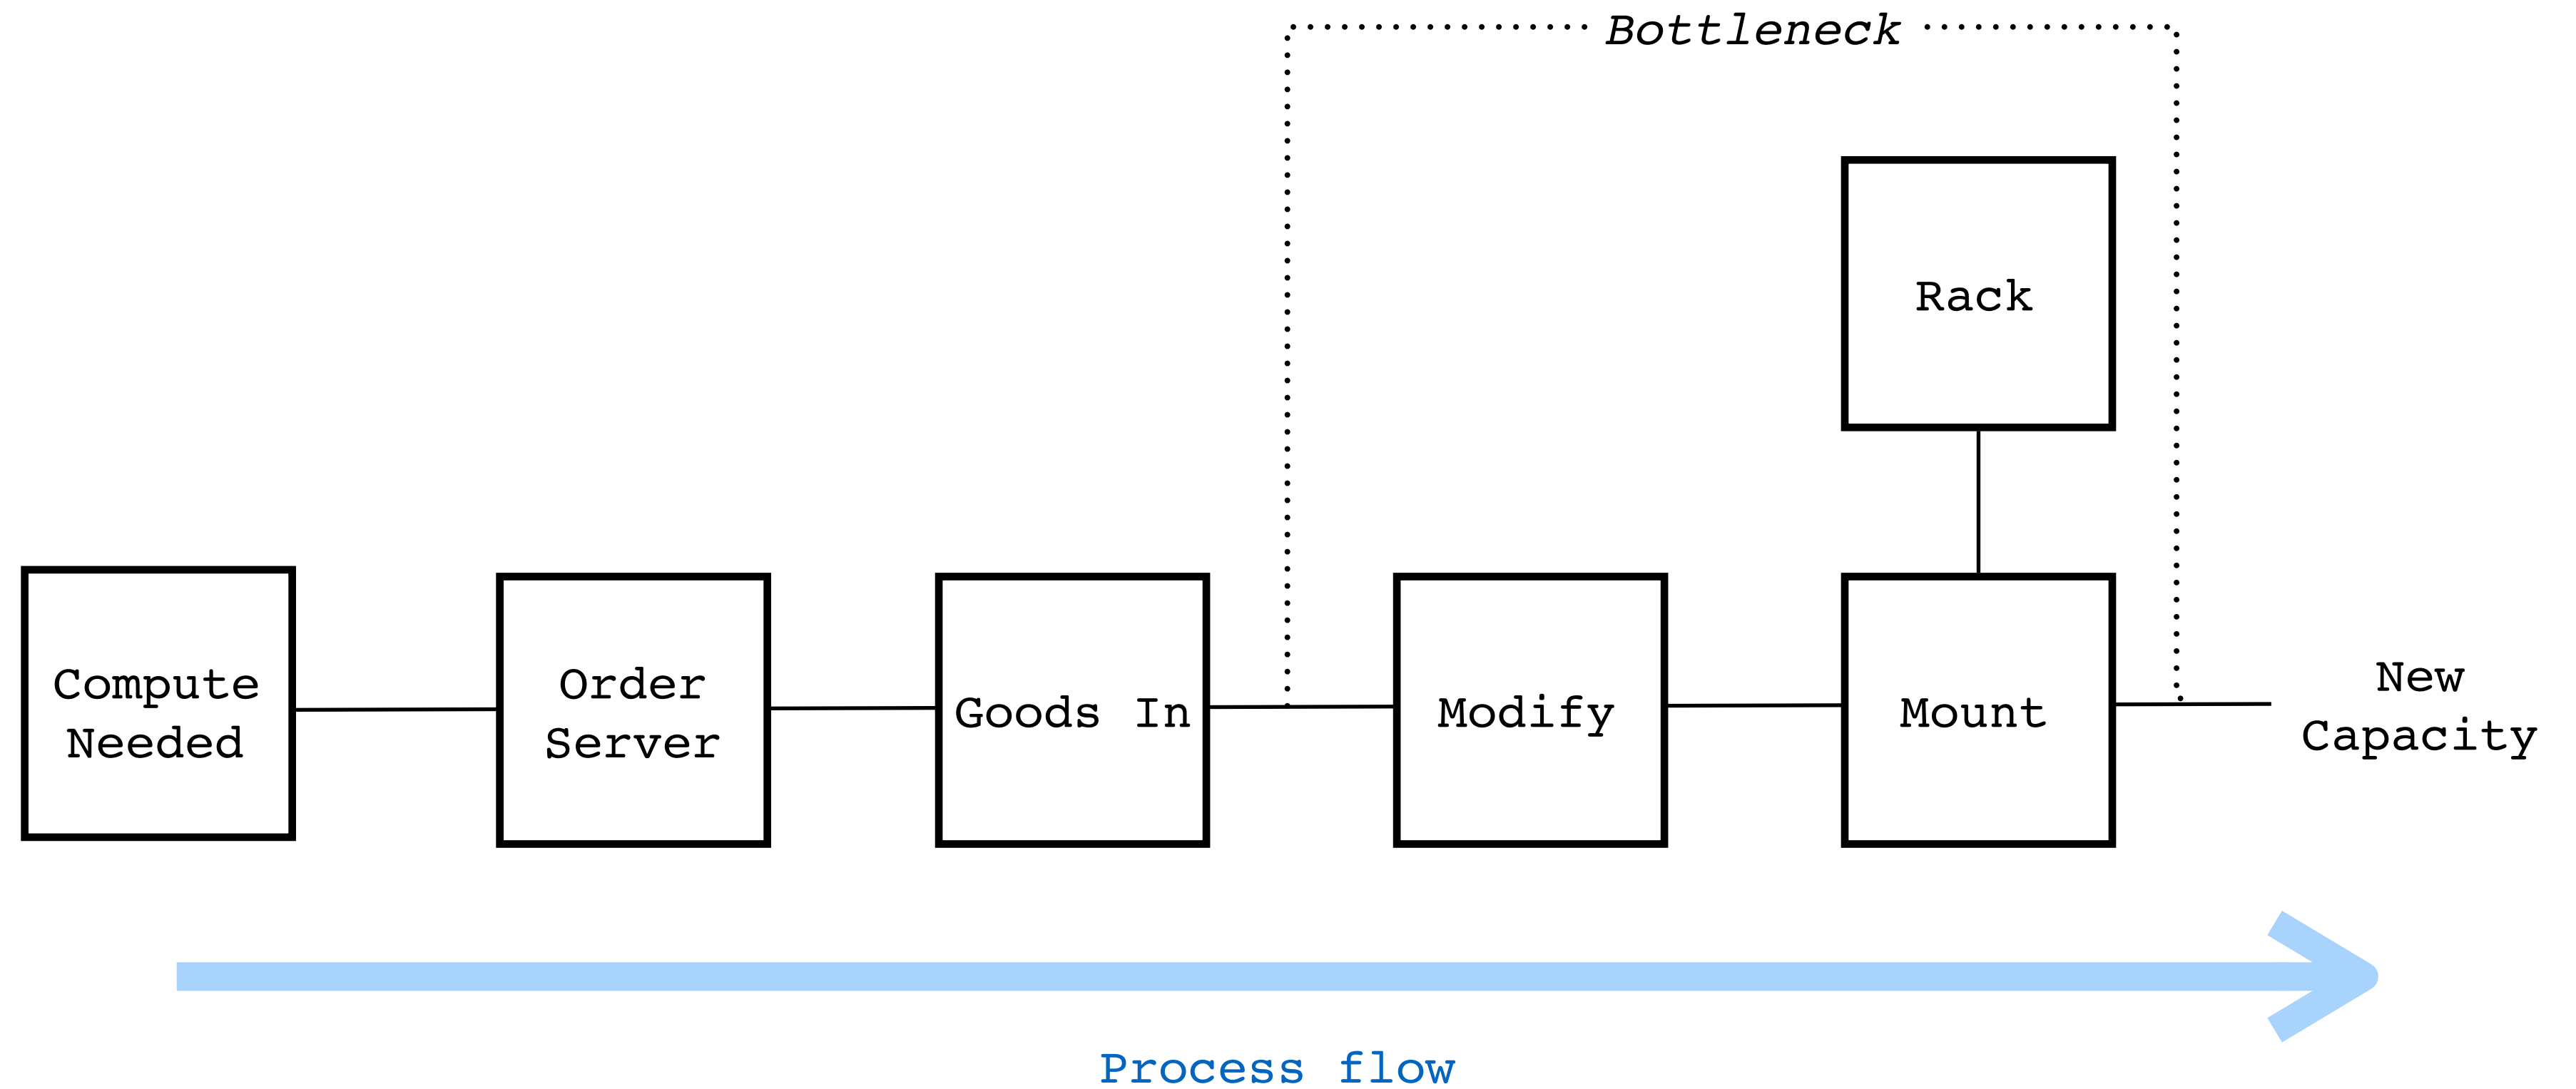 Bottleneck
Rack
Compute
Needed
Order
Server
Goods In
Modify
Mount
New
Capacity
Process flow